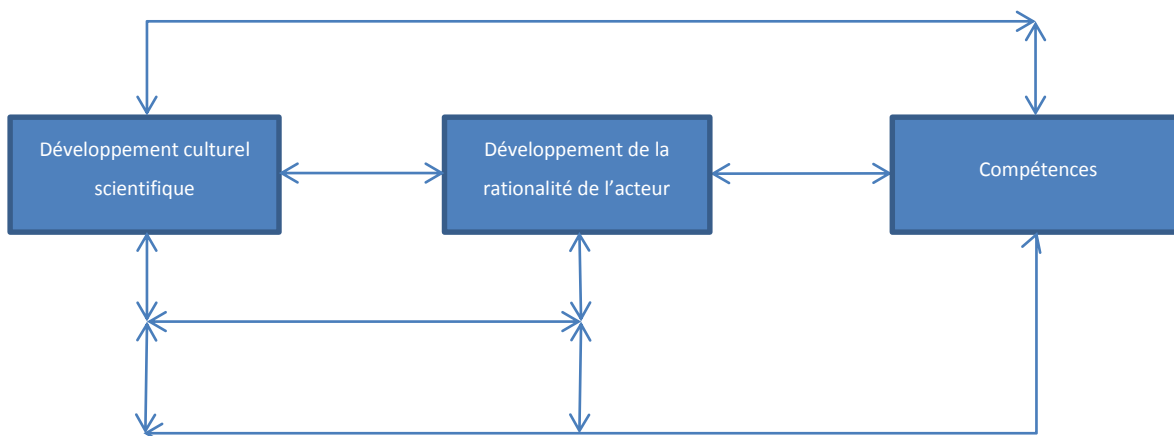 Développement culturel
scientifique
Développement de la
rationalité de l'acteur
Compétences